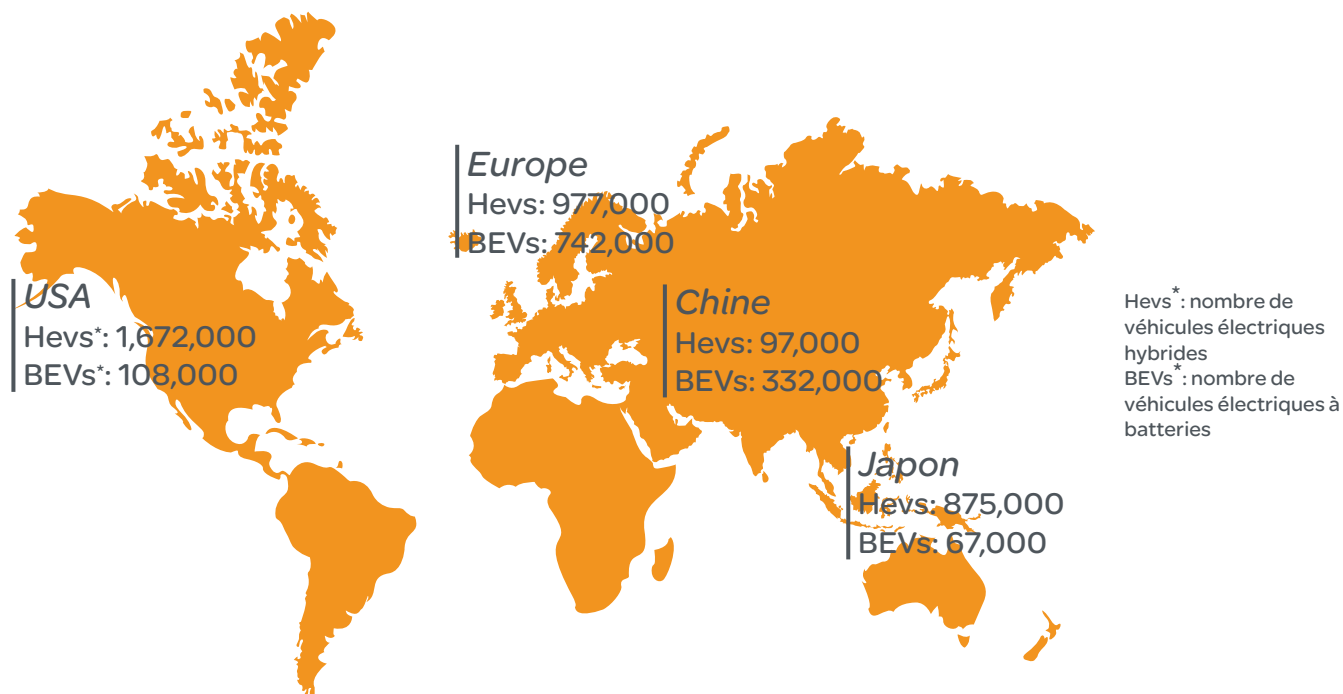 Europe
Hevs: 977,000
BEVs: 742,000
USA
Hevs*: 1,672,000
BEVs*: 108,000
Chine
Hevs: 97,000
BEVs: 332,000
Japon
Hevs: 875,000
BEVs: 67,000
Hevs*: nombre de
véhicules électriques
hybrides
BEVs*: nombre de
véhicules électriques à
batteries